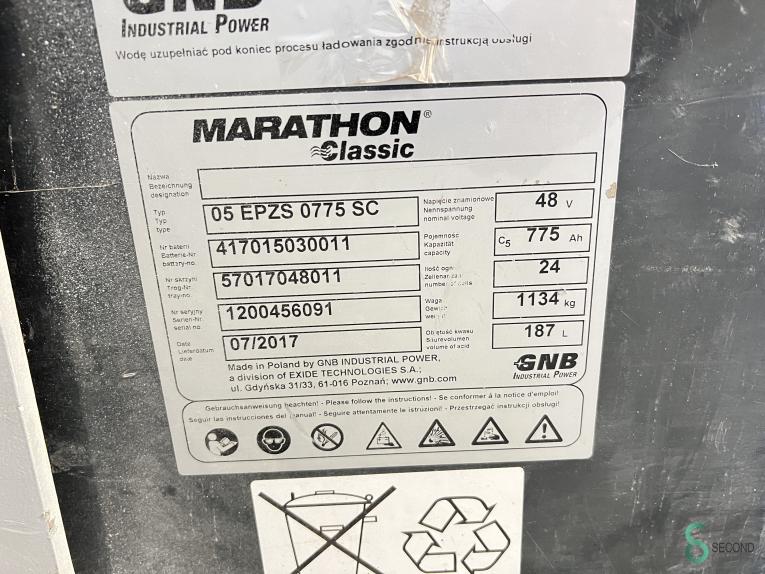 GNB
INDUSTRIAL POWER
Wodę uzupełniać pod koniec procesu ładowania zgodnie instrukcją obsługi
MARATHON®
Classic
Nazwa
Bezeichnung
designation
Typ
Typ
type
05 EPZS 0775 SC
Nr baterii
Batterie-Nr
battary-no.
417015030011
Nr skrzyni
Trog-Nr.
tray-no.
57017048011
Nr seryjny
Serien-Nr.
serial no.
1200456091
Data
Lieferdatum
date
07/2017
Napięcie znamionowe
Nennspannung
nominal voltage
48 V
Pojemność
Kapazität
capacity
C5 775 Ah
Ilość ogn
Zellenanzahl
number of cells
24
Waga
Gewicht
weight
1134 kg
Objętość kwasu
Säurevolumen
volume of acid
187 L
Made in Poland by GNB INDUSTRIAL POWER,
a division of EXIDE TECHNOLOGIES S.A.;
ul. Gdyńska 31/33, 61-016 Poznań; www.gnb.com
GNB
INDUSTRIAL POWER
Gebrauchsanweisung beachten! - Please follow the instructions! - Se conformér à la notice d'emploi!
Seguir las instrucciones del manual! - Seguire attentamente le istruzioni! - Przestrzegać instrukcji obsługi!
SECOND